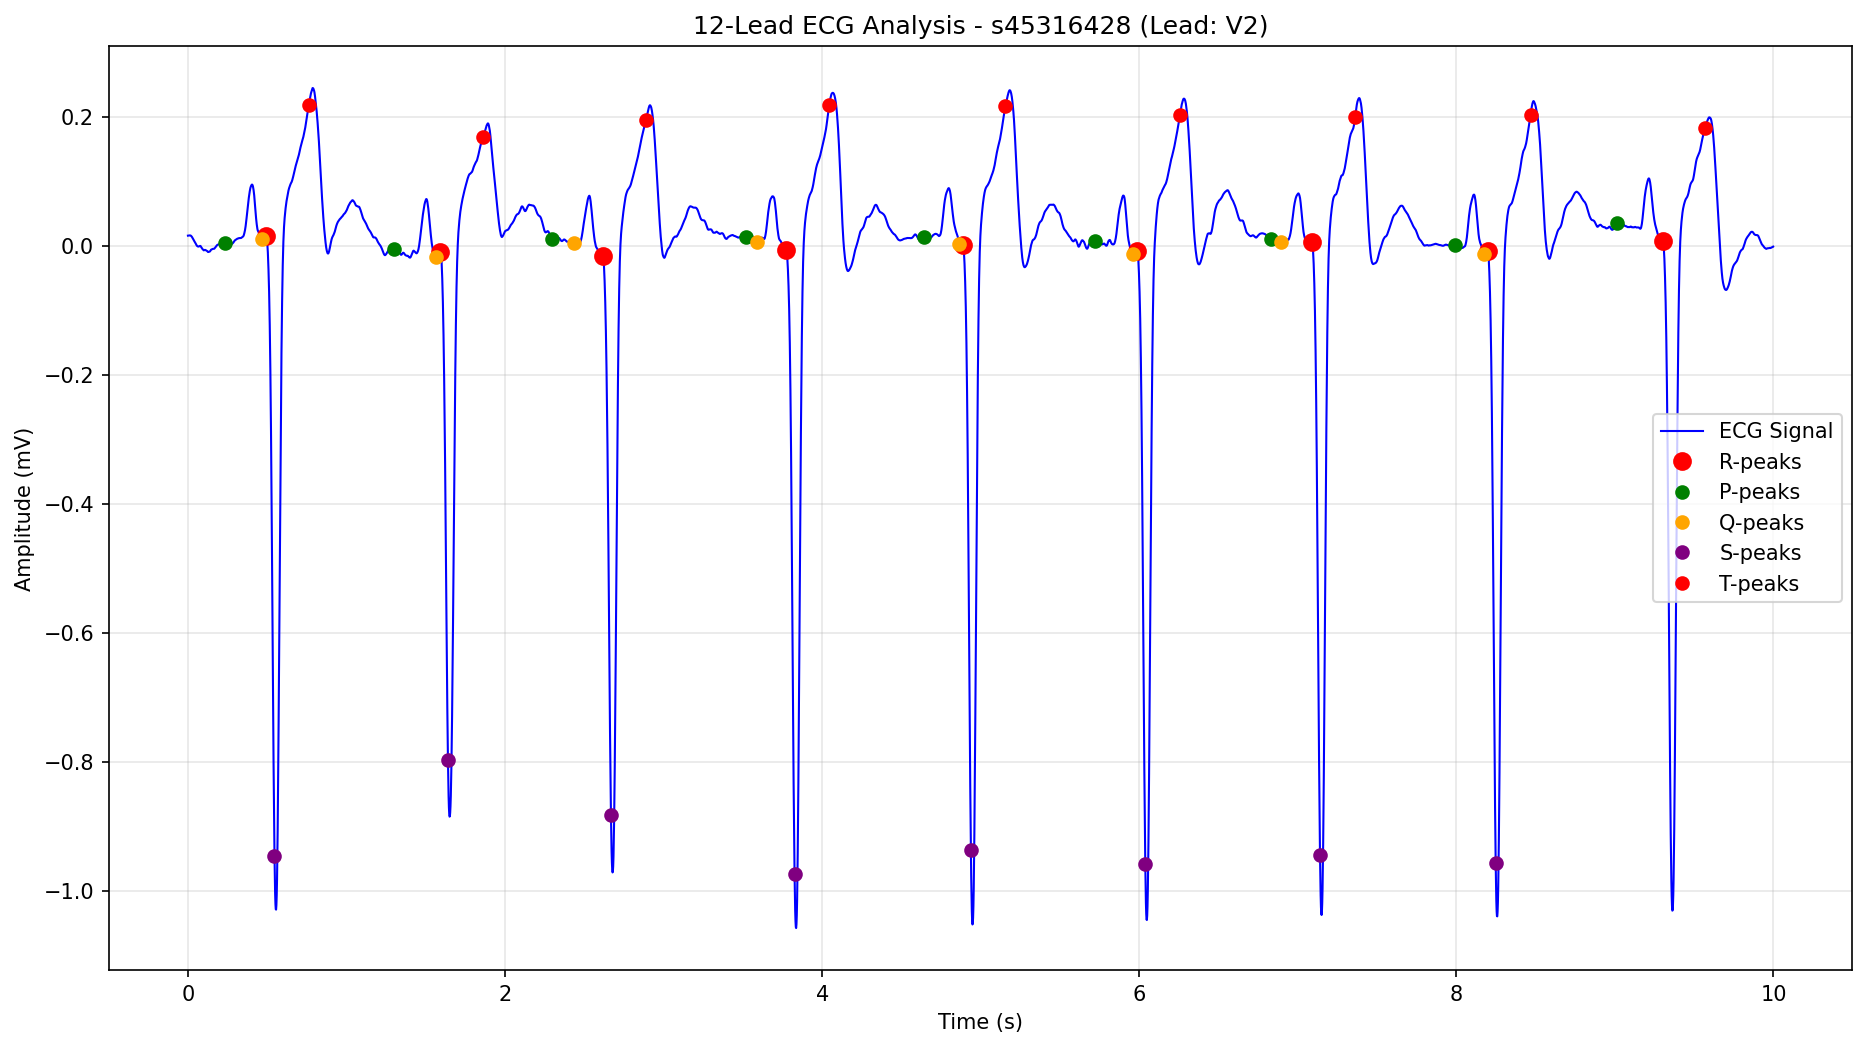 12-Lead ECG Analysis - s45316428 (Lead: V2)
Amplitude (mV)
0.2
0.0
−0.2
−0.4
−0.6
−0.8
−1.0
ECG Signal
R-peaks
P-peaks
Q-peaks
S-peaks
T-peaks
0 2 4 6 8 10
Time (s)